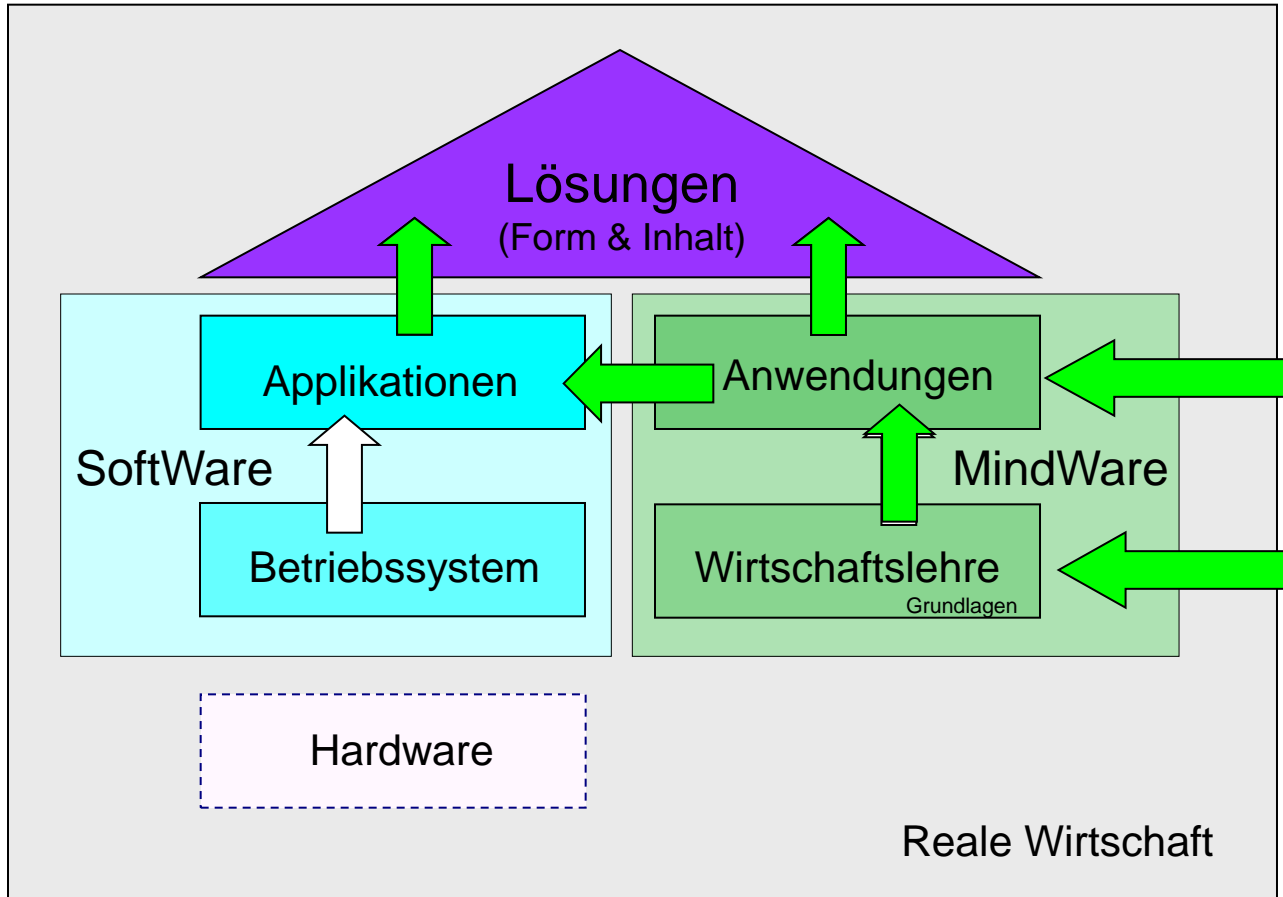 Lösungen
(Form & Inhalt)
Applikationen
Anwendungen
SoftWare
MindWare
Betriebssystem
Wirtschaftslehre
Grundlagen
Hardware
Reale Wirtschaft